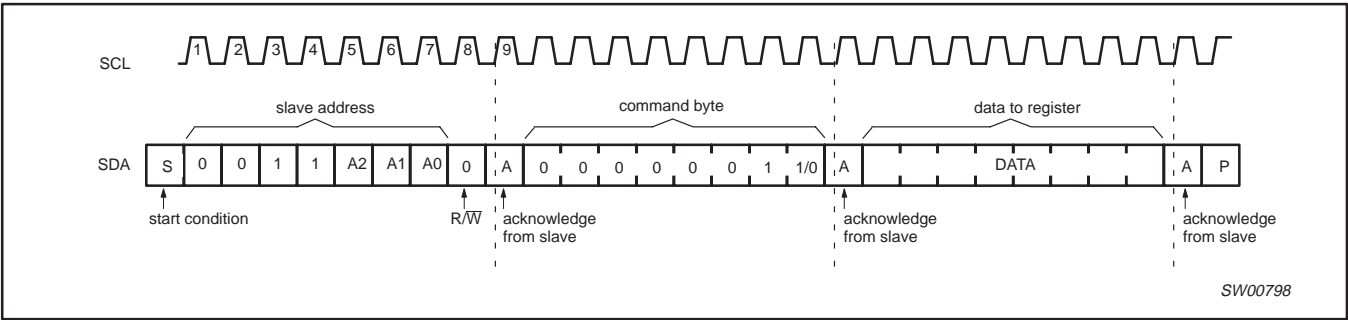 SCL 1 2 3 4 5 6 7 8 9
slave address command byte data to register
SDA S 0 0 1 1 A2 A1 A0 0 A 0 0 0 0 0 0 1 1/0 A DATA A P
start condition R/W̅ acknowledge acknowledge acknowledge
from slave from slave from slave
SW00798